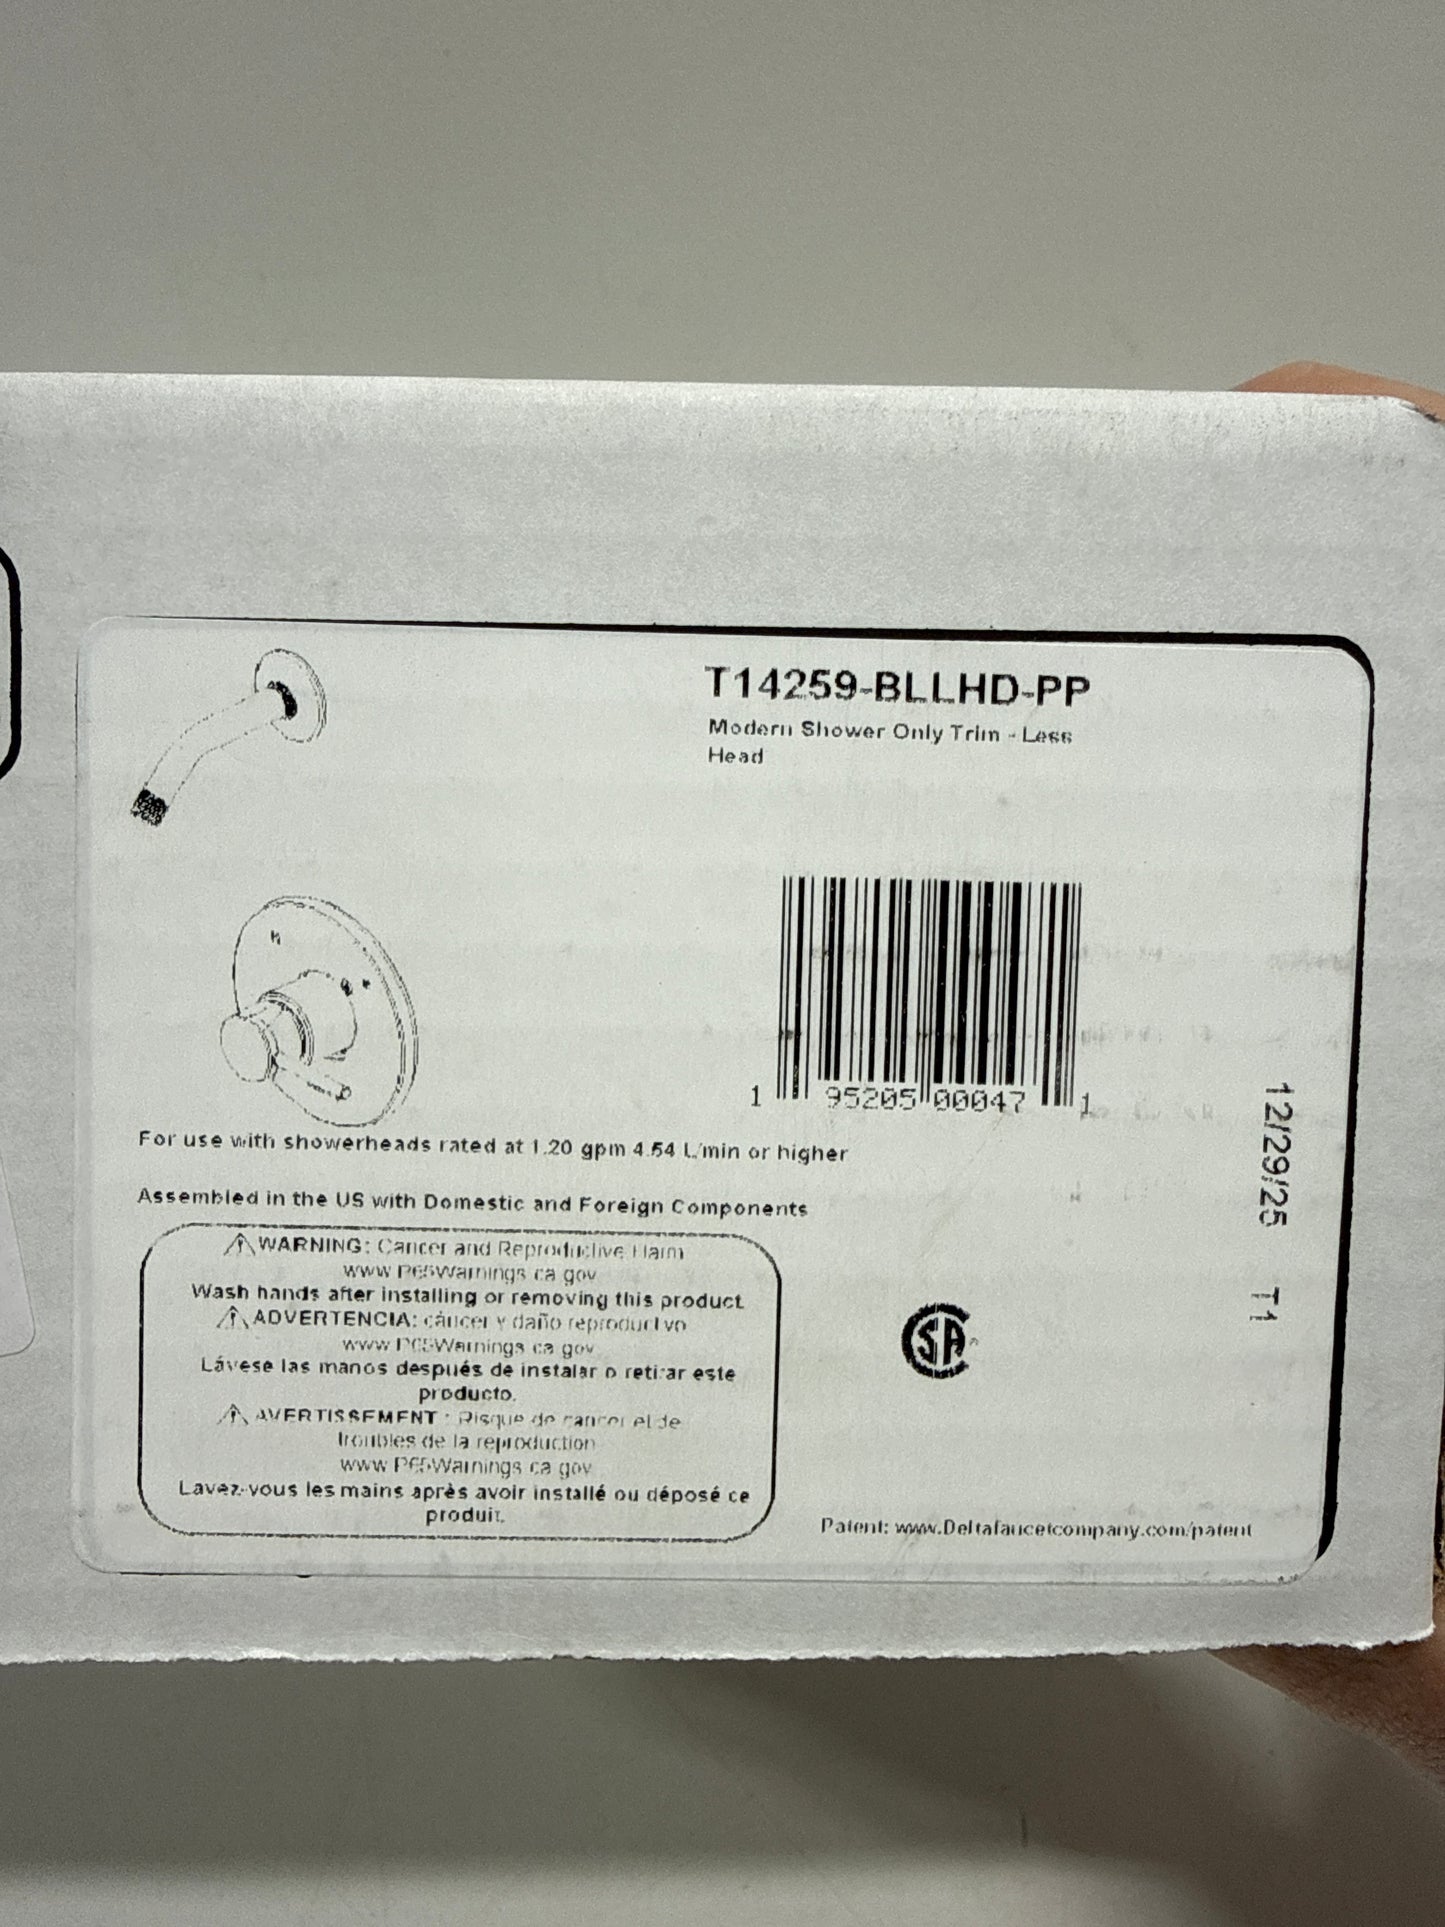 T14259-BLLHD-PP
Modern Shower Only Trim - Less
Head
1 95205 00047 1
For use with showerheads rated at 1.20 gpm 4.54 L/min or higher
Assembled in the US with Domestic and Foreign Components
WARNING: Cancer and Reproductive Harm
www.P65Warnings.ca.gov
Wash hands after installing or removing this product.
ADVERTENCIA: cáncer y daño reproductivo
www.P65Warnings.ca.gov
Lávese las manos después de instalar o retirar este
producto.
AVERTISSEMENT : Risque de cancer et de
troubles de la reproduction
www.P65Warnings.ca.gov
Lavez-vous les mains après avoir installé ou déposé ce
produit.
12/29/25 T1
CSA
Patent: www.Deltafaucetcompany.com/patent